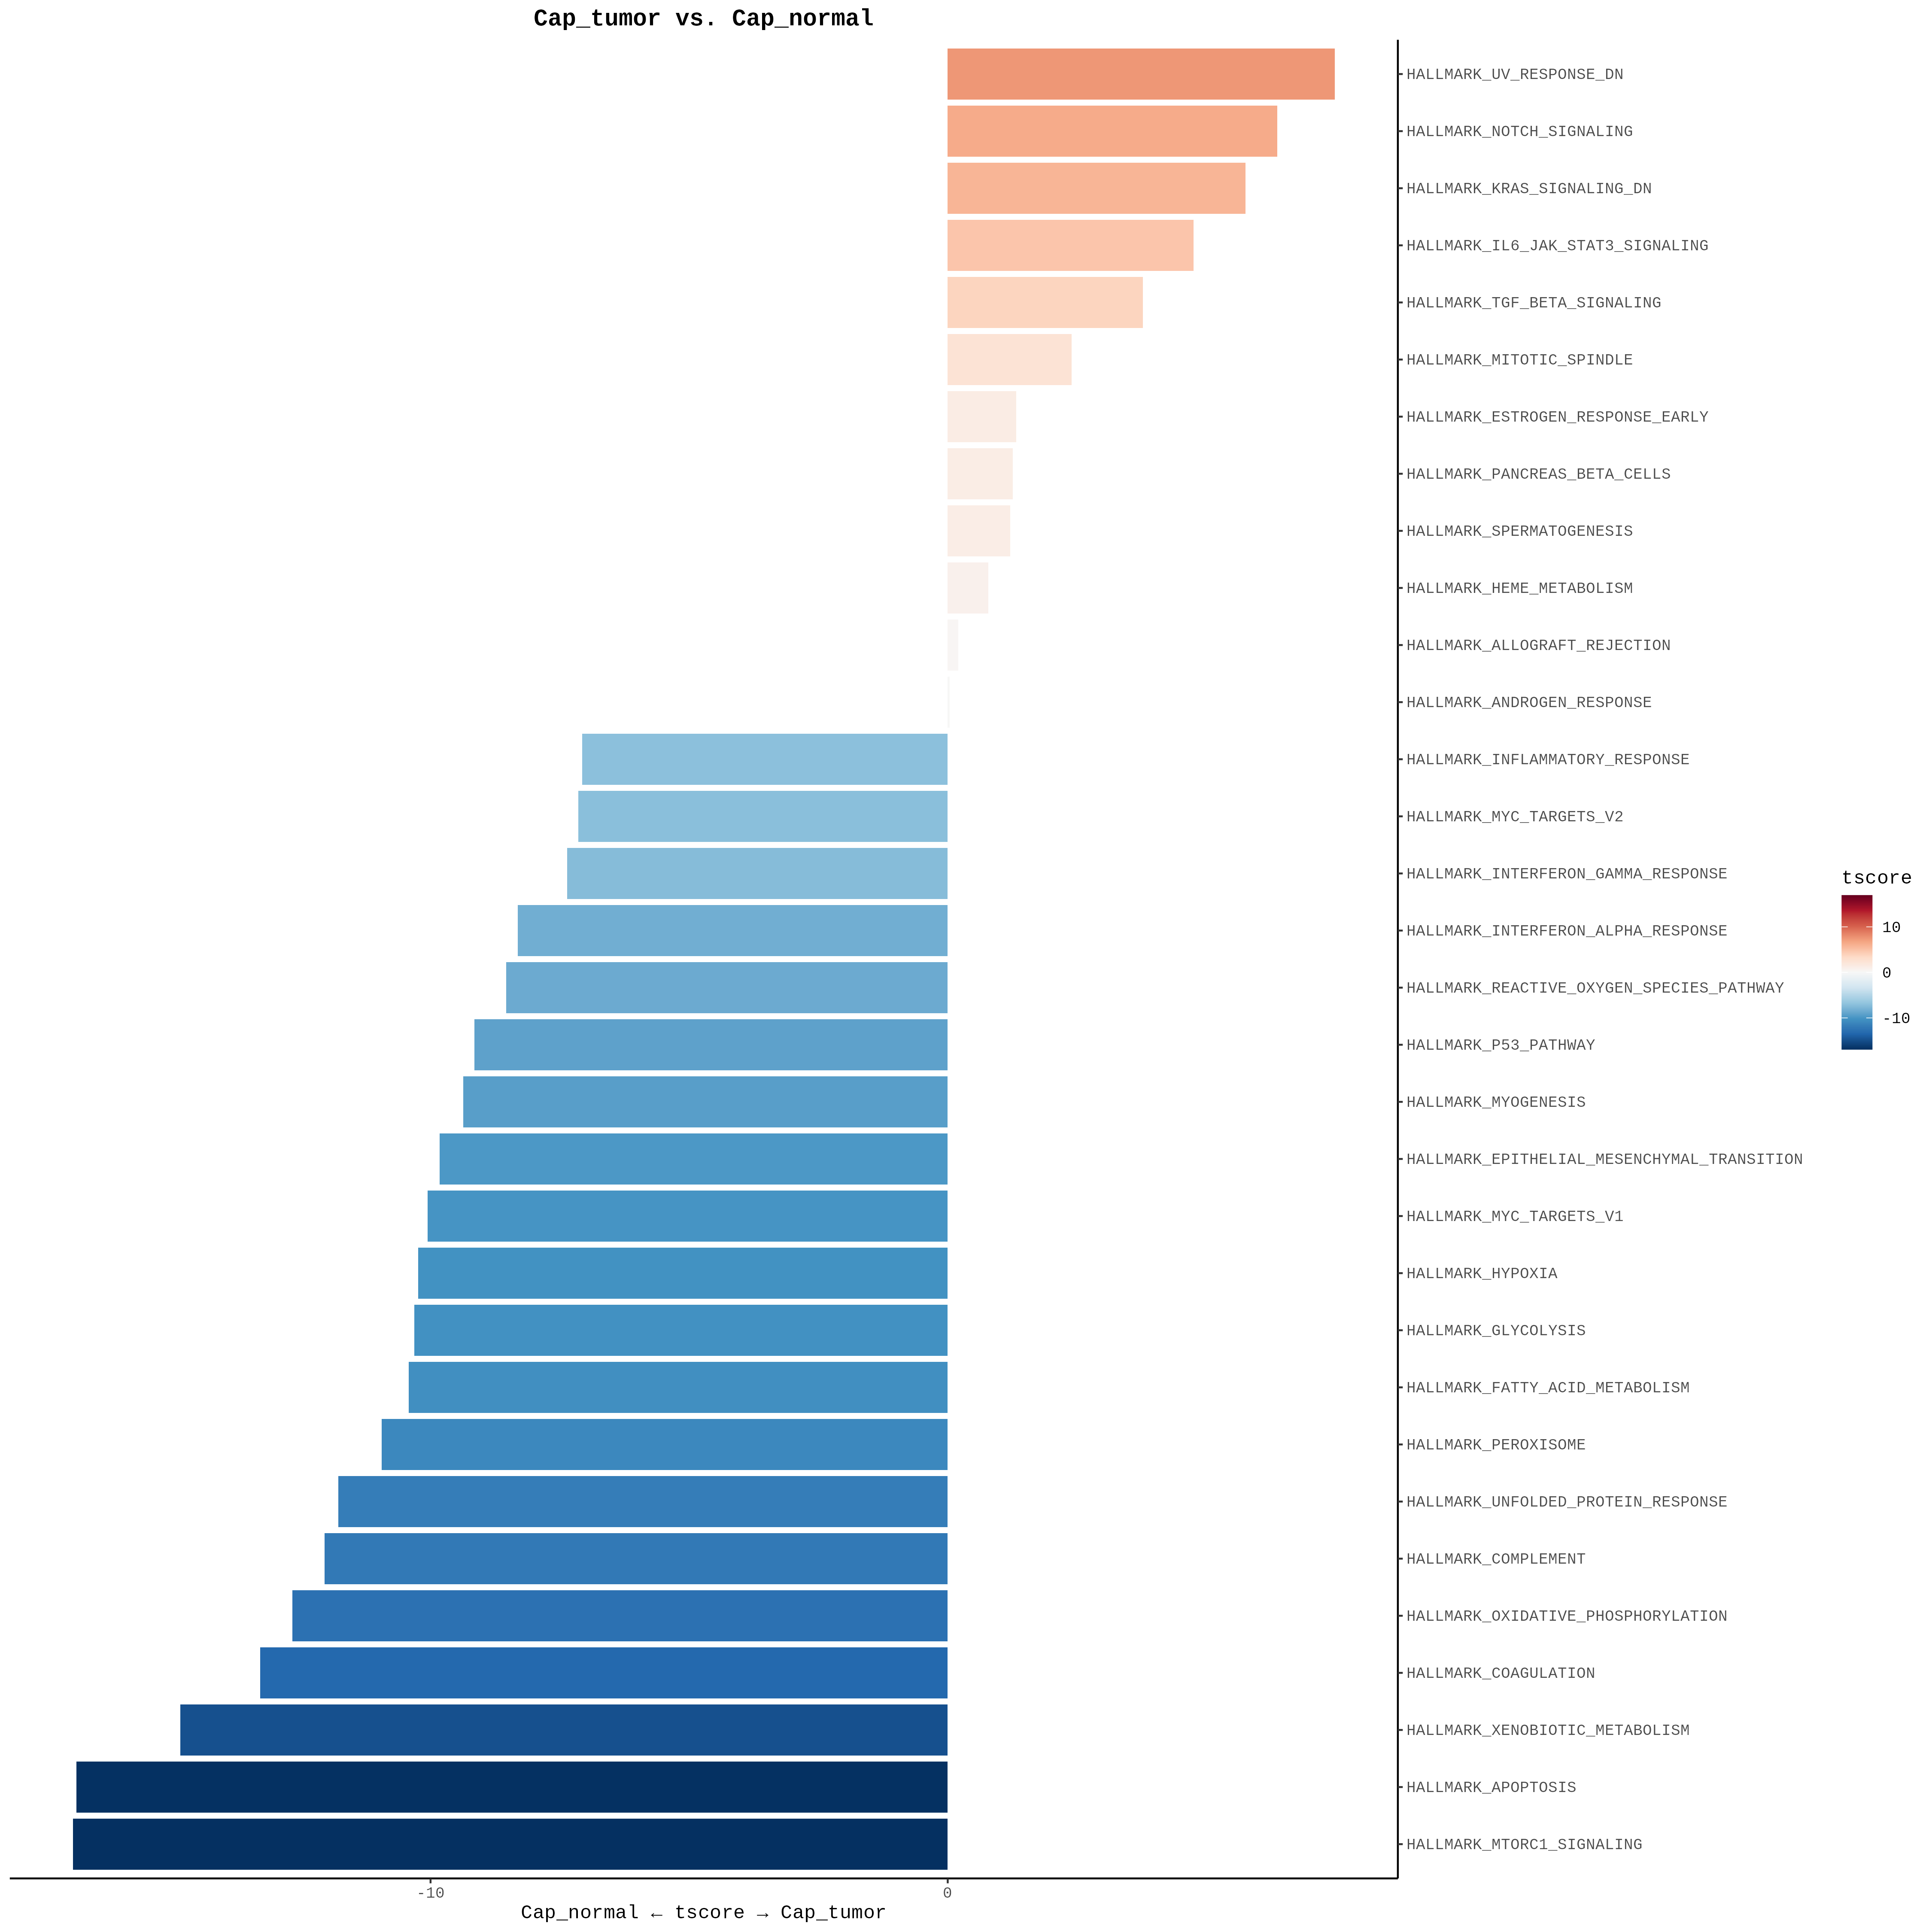 Cap_tumor vs. Cap_normal
HALLMARK_UV_RESPONSE_DN
HALLMARK_NOTCH_SIGNALING
HALLMARK_KRAS_SIGNALING_DN
HALLMARK_IL6_JAK_STAT3_SIGNALING
HALLMARK_TGF_BETA_SIGNALING
HALLMARK_MITOTIC_SPINDLE
HALLMARK_ESTROGEN_RESPONSE_EARLY
HALLMARK_PANCREAS_BETA_CELLS
HALLMARK_SPERMATOGENESIS
HALLMARK_HEME_METABOLISM
HALLMARK_ALLOGRAFT_REJECTION
HALLMARK_ANDROGEN_RESPONSE
HALLMARK_INFLAMMATORY_RESPONSE
HALLMARK_MYC_TARGETS_V2
HALLMARK_INTERFERON_GAMMA_RESPONSE
HALLMARK_INTERFERON_ALPHA_RESPONSE
HALLMARK_REACTIVE_OXYGEN_SPECIES_PATHWAY
HALLMARK_P53_PATHWAY
HALLMARK_MYOGENESIS
HALLMARK_EPITHELIAL_MESENCHYMAL_TRANSITION
HALLMARK_MYC_TARGETS_V1
HALLMARK_HYPOXIA
HALLMARK_GLYCOLYSIS
HALLMARK_FATTY_ACID_METABOLISM
HALLMARK_PEROXISOME
HALLMARK_UNFOLDED_PROTEIN_RESPONSE
HALLMARK_COMPLEMENT
HALLMARK_OXIDATIVE_PHOSPHORYLATION
HALLMARK_COAGULATION
HALLMARK_XENOBIOTIC_METABOLISM
HALLMARK_APOPTOSIS
HALLMARK_MTORC1_SIGNALING
-10 0
Cap_normal ← tscore → Cap_tumor
tscore
10
0
-10